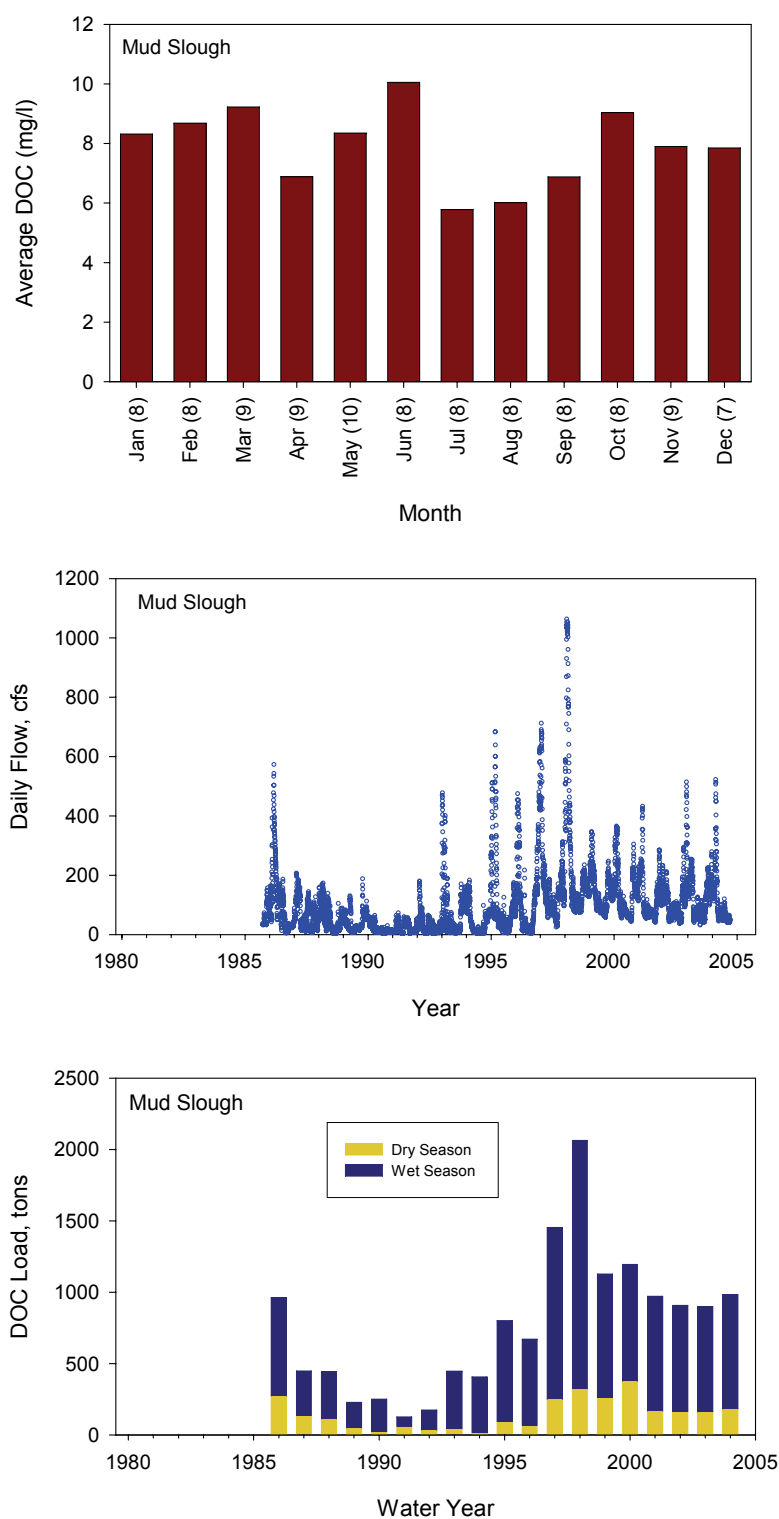 Mud Slough
Average DOC (mg/l)
12
10
8
6
4
2
0
Jan (8)
Feb (8)
Mar (9)
Apr (9)
May (10)
Jun (8)
Jul (8)
Aug (8)
Sep (8)
Oct (8)
Nov (9)
Dec (7)
Month
Mud Slough
Daily Flow, cfs
1200
1000
800
600
400
200
0
1980 1985 1990 1995 2000 2005
Year
Mud Slough
DOC Load, tons
2500
2000
1500
1000
500
0
Dry Season
Wet Season
1980 1985 1990 1995 2000 2005
Water Year